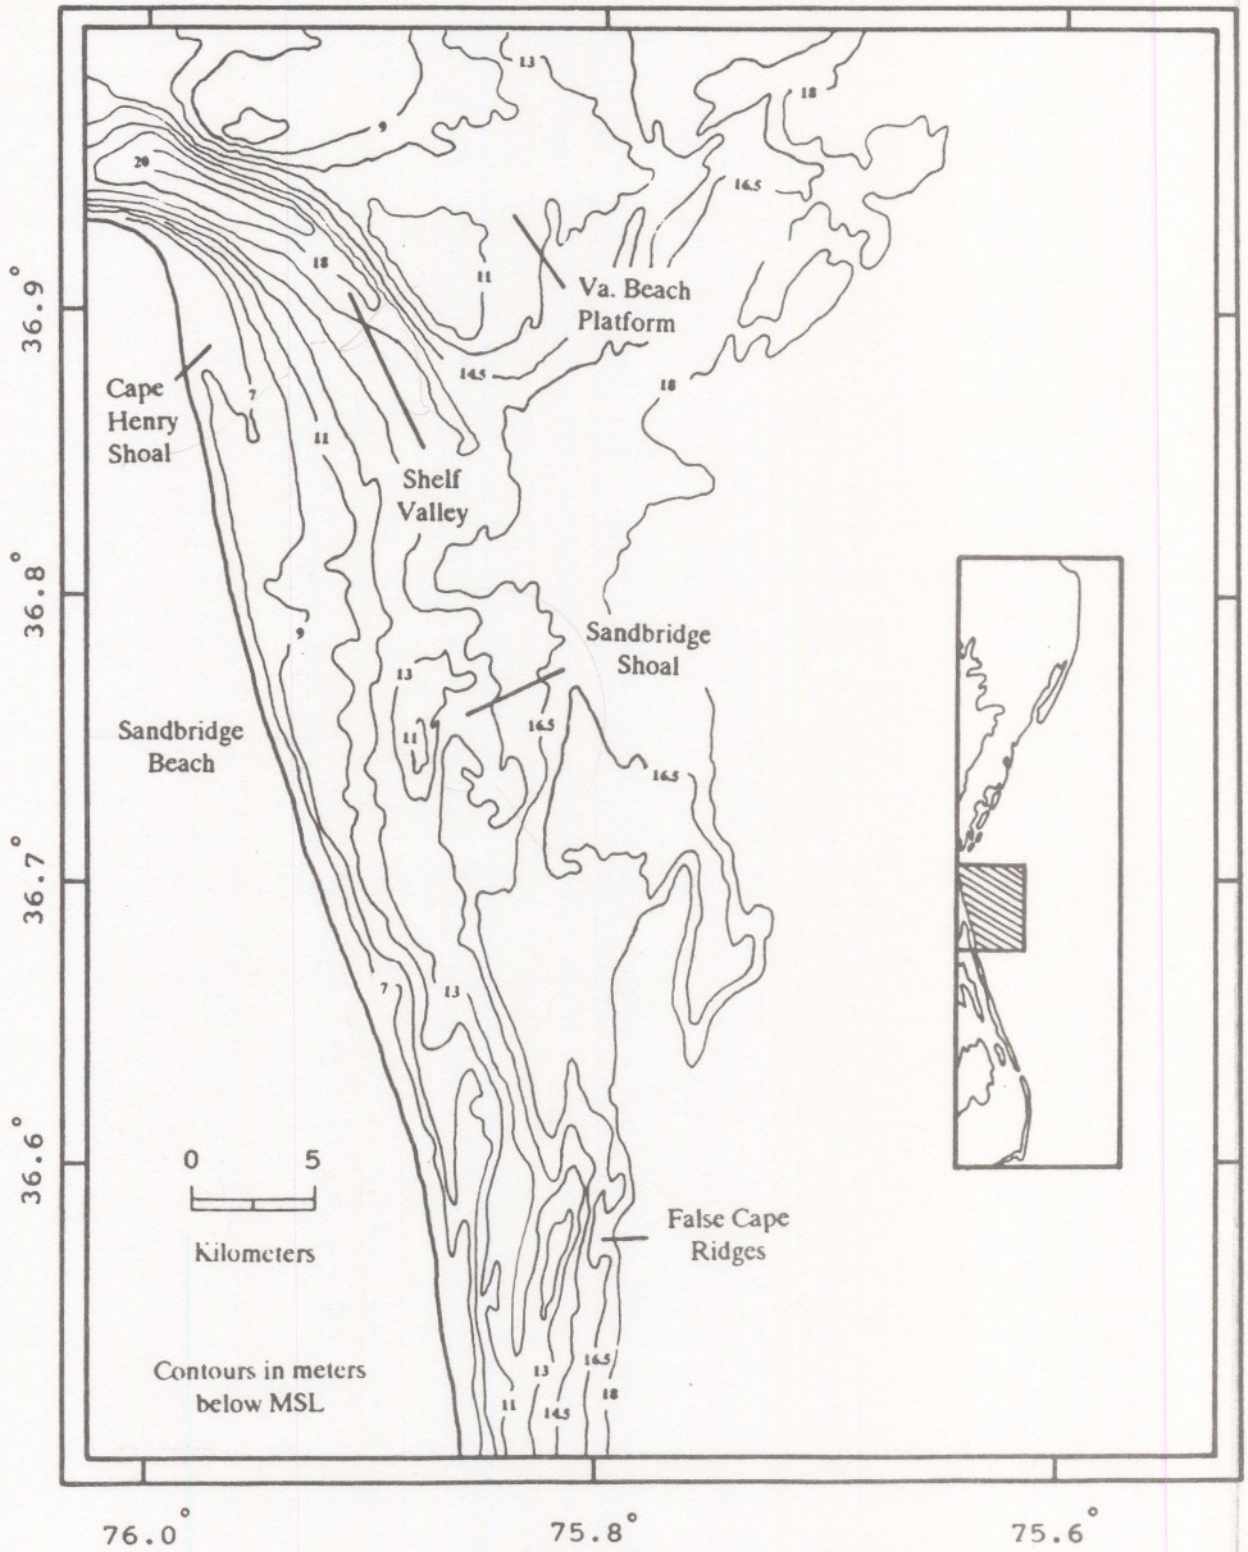 13
18
9
20
16.5
18
11
Va. Beach
Platform
36.9°
14.5
18
Cape
Henry
Shoal
7
11
Shelf
Valley
36.8°
9
Sandbridge
Shoal
13
Sandbridge
Beach
11
16.5
16.5
36.7°
7
13
36.6°
0 5
Kilometers
False Cape
Ridges
Contours in meters
below MSL
13
16.5
11
14.5
18
76.0°
75.8°
75.6°